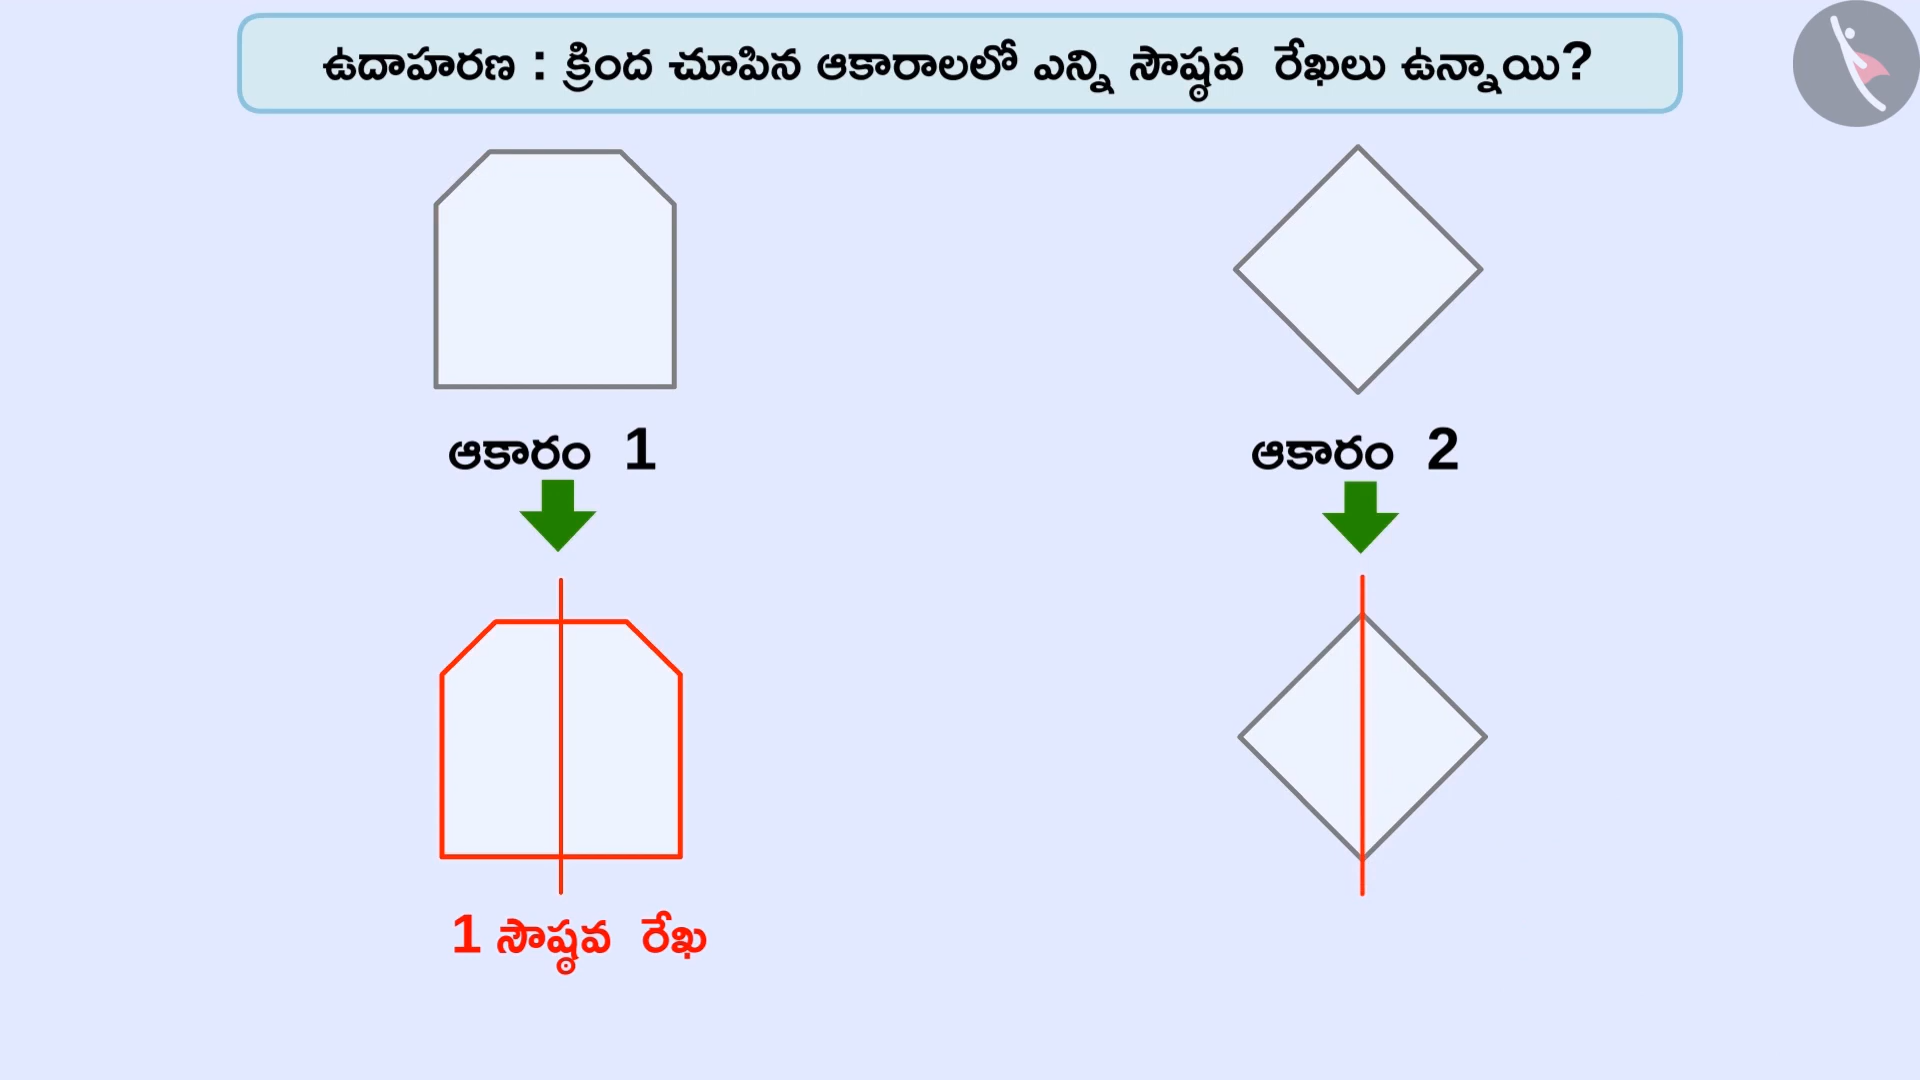 ఉదాహరణ : క్రింద చూపిన ఆకారాలలో ఎన్ని సౌష్ఠవ రేఖలు ఉన్నాయి?
ఆకారం 1
ఆకారం 2
1 సౌష్ఠవ రేఖ